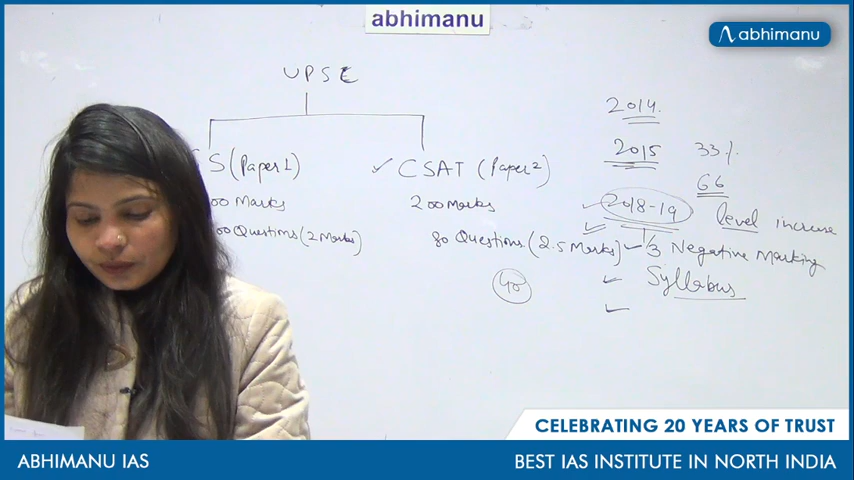 abhimanu
abhimanu
UPSC
S (Paper 1)
00 Marks
00 Questions (2 Marks)
✓ CSAT (Paper 2)
200 Marks
80 Questions (2.5 Marks)
2014.
2015 33%
66
✓ 2018-19 level increase
✓ 1/3 Negative Marking
✓ Syllabus
✓
CELEBRATING 20 YEARS OF TRUST
ABHIMANU IAS
BEST IAS INSTITUTE IN NORTH INDIA